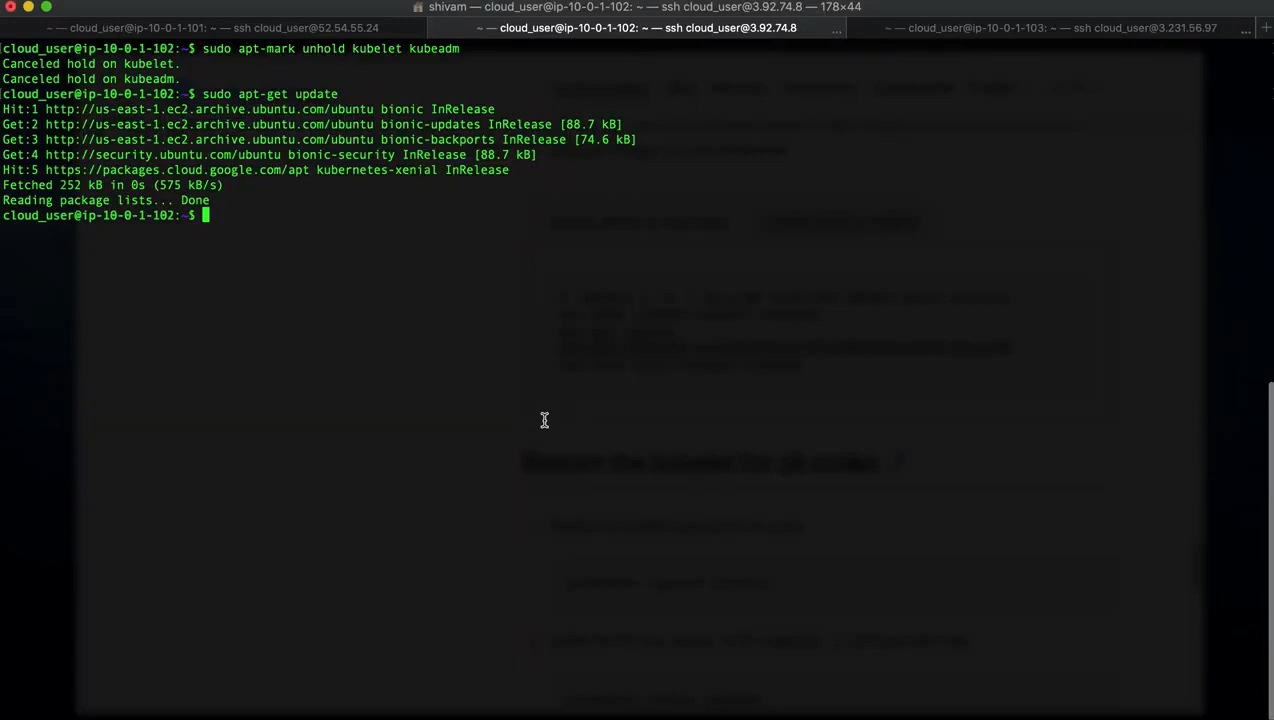 shivam — cloud_user@ip-10-0-1-102: ~ — ssh cloud_user@3.92.74.8 — 178×44
~ — cloud_user@ip-10-0-1-101: ~ — ssh cloud_user@52.54.55.24
~ — cloud_user@ip-10-0-1-102: ~ — ssh cloud_user@3.92.74.8 ...
~ — cloud_user@ip-10-0-1-103: ~ — ssh cloud_user@3.231.56.97 ... +
[cloud_user@ip-10-0-1-102:~$ sudo apt-mark unhold kubelet kubeadm
Canceled hold on kubelet.
Canceled hold on kubeadm.
[cloud_user@ip-10-0-1-102:~$ sudo apt-get update
Hit:1 http://us-east-1.ec2.archive.ubuntu.com/ubuntu bionic InRelease
Get:2 http://us-east-1.ec2.archive.ubuntu.com/ubuntu bionic-updates InRelease [88.7 kB]
Get:3 http://us-east-1.ec2.archive.ubuntu.com/ubuntu bionic-backports InRelease [74.6 kB]
Get:4 http://security.ubuntu.com/ubuntu bionic-security InRelease [88.7 kB]
Hit:5 https://packages.cloud.google.com/apt kubernetes-xenial InRelease
Fetched 252 kB in 0s (575 kB/s)
Reading package lists... Done
cloud_user@ip-10-0-1-102:~$